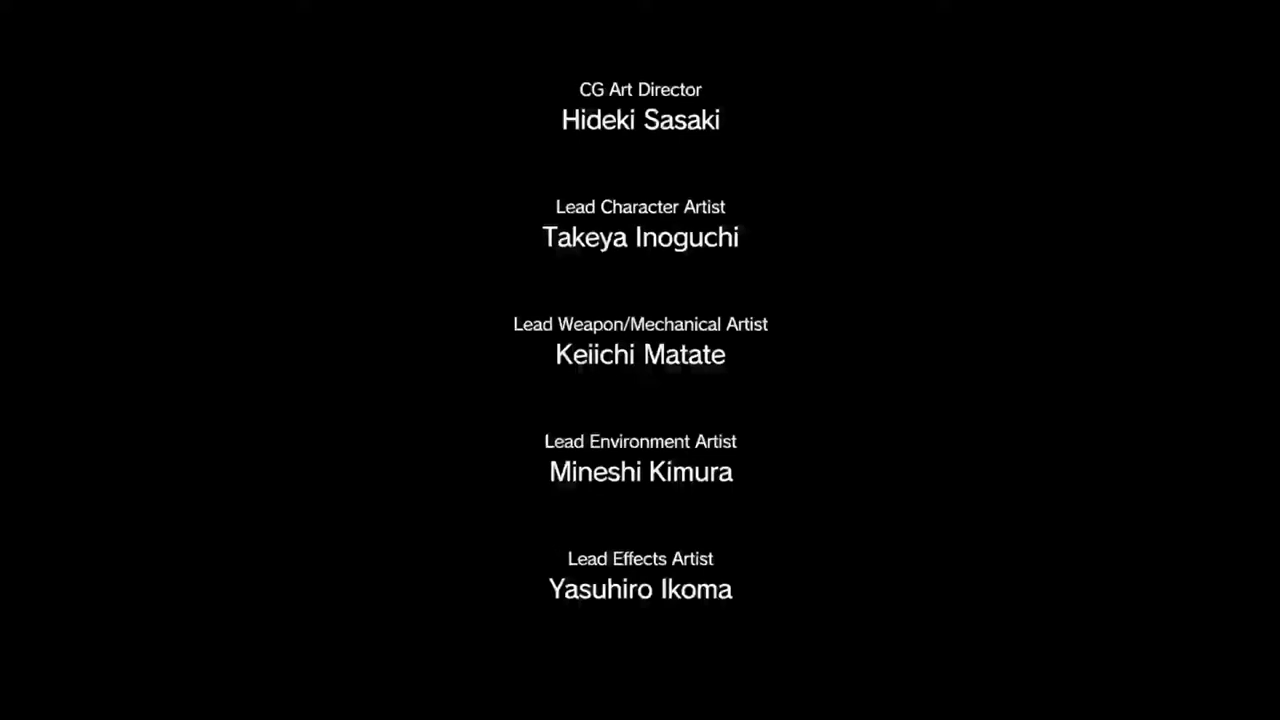 CG Art Director
Hideki Sasaki
Lead Character Artist
Takeya Inoguchi
Lead Weapon/Mechanical Artist
Keiichi Matate
Lead Environment Artist
Mineshi Kimura
Lead Effects Artist
Yasuhiro Ikoma